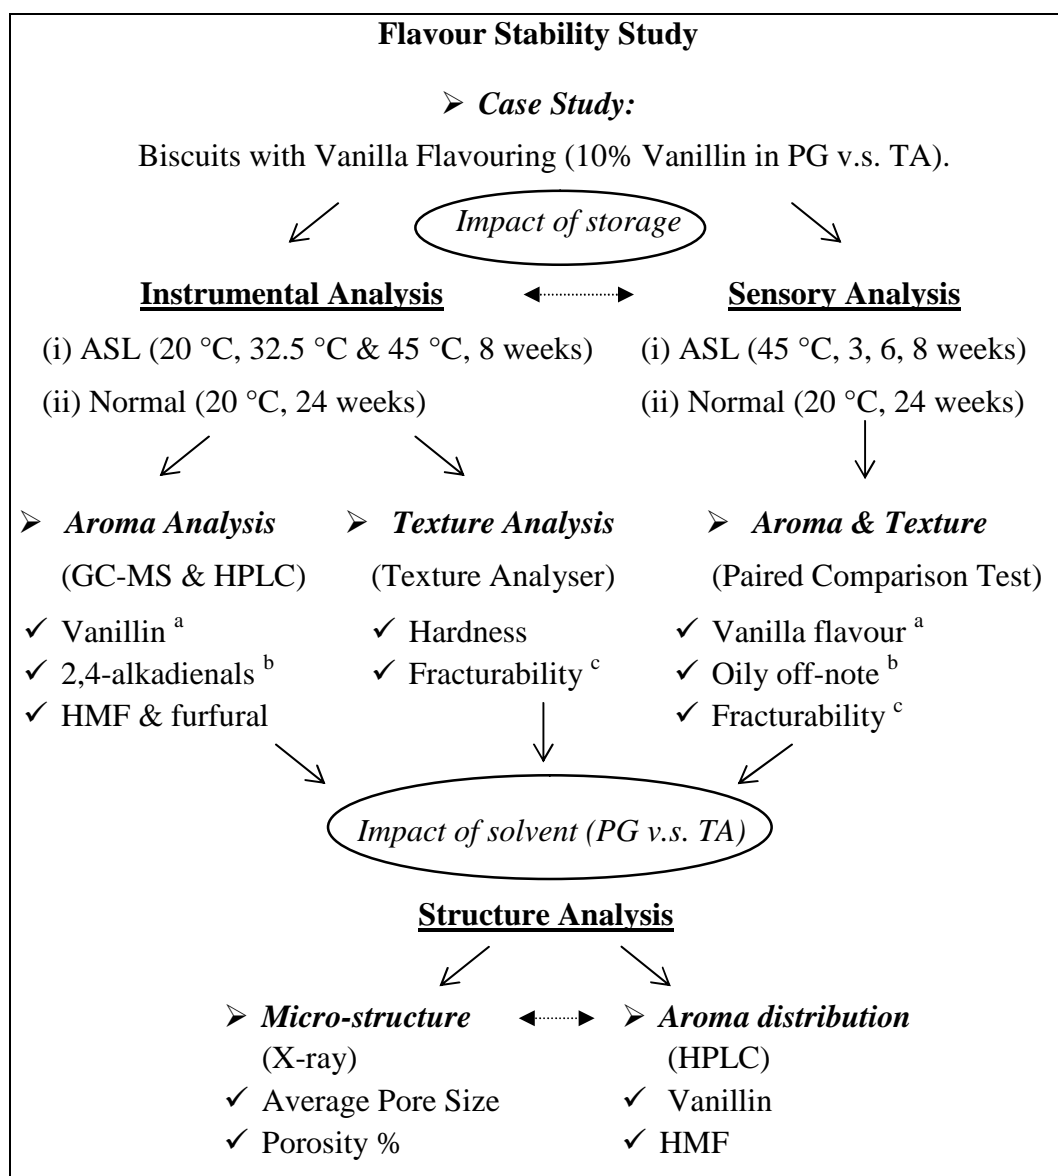 Flavour Stability Study
➢ Case Study:
Biscuits with Vanilla Flavouring (10% Vanillin in PG v.s. TA).
Impact of storage
Instrumental Analysis
(i) ASL (20 °C, 32.5 °C & 45 °C, 8 weeks)
(ii) Normal (20 °C, 24 weeks)
Sensory Analysis
(i) ASL (45 °C, 3, 6, 8 weeks)
(ii) Normal (20 °C, 24 weeks)
➢ Aroma Analysis
(GC-MS & HPLC)
✓ Vanillin a
✓ 2,4-alkadienals b
✓ HMF & furfural
➢ Texture Analysis
(Texture Analyser)
✓ Hardness
✓ Fracturability c
➢ Aroma & Texture
(Paired Comparison Test)
✓ Vanilla flavour a
✓ Oily off-note b
✓ Fracturability c
Impact of solvent (PG v.s. TA)
Structure Analysis
➢ Micro-structure
(X-ray)
✓ Average Pore Size
✓ Porosity %
➢ Aroma distribution
(HPLC)
✓ Vanillin
✓ HMF